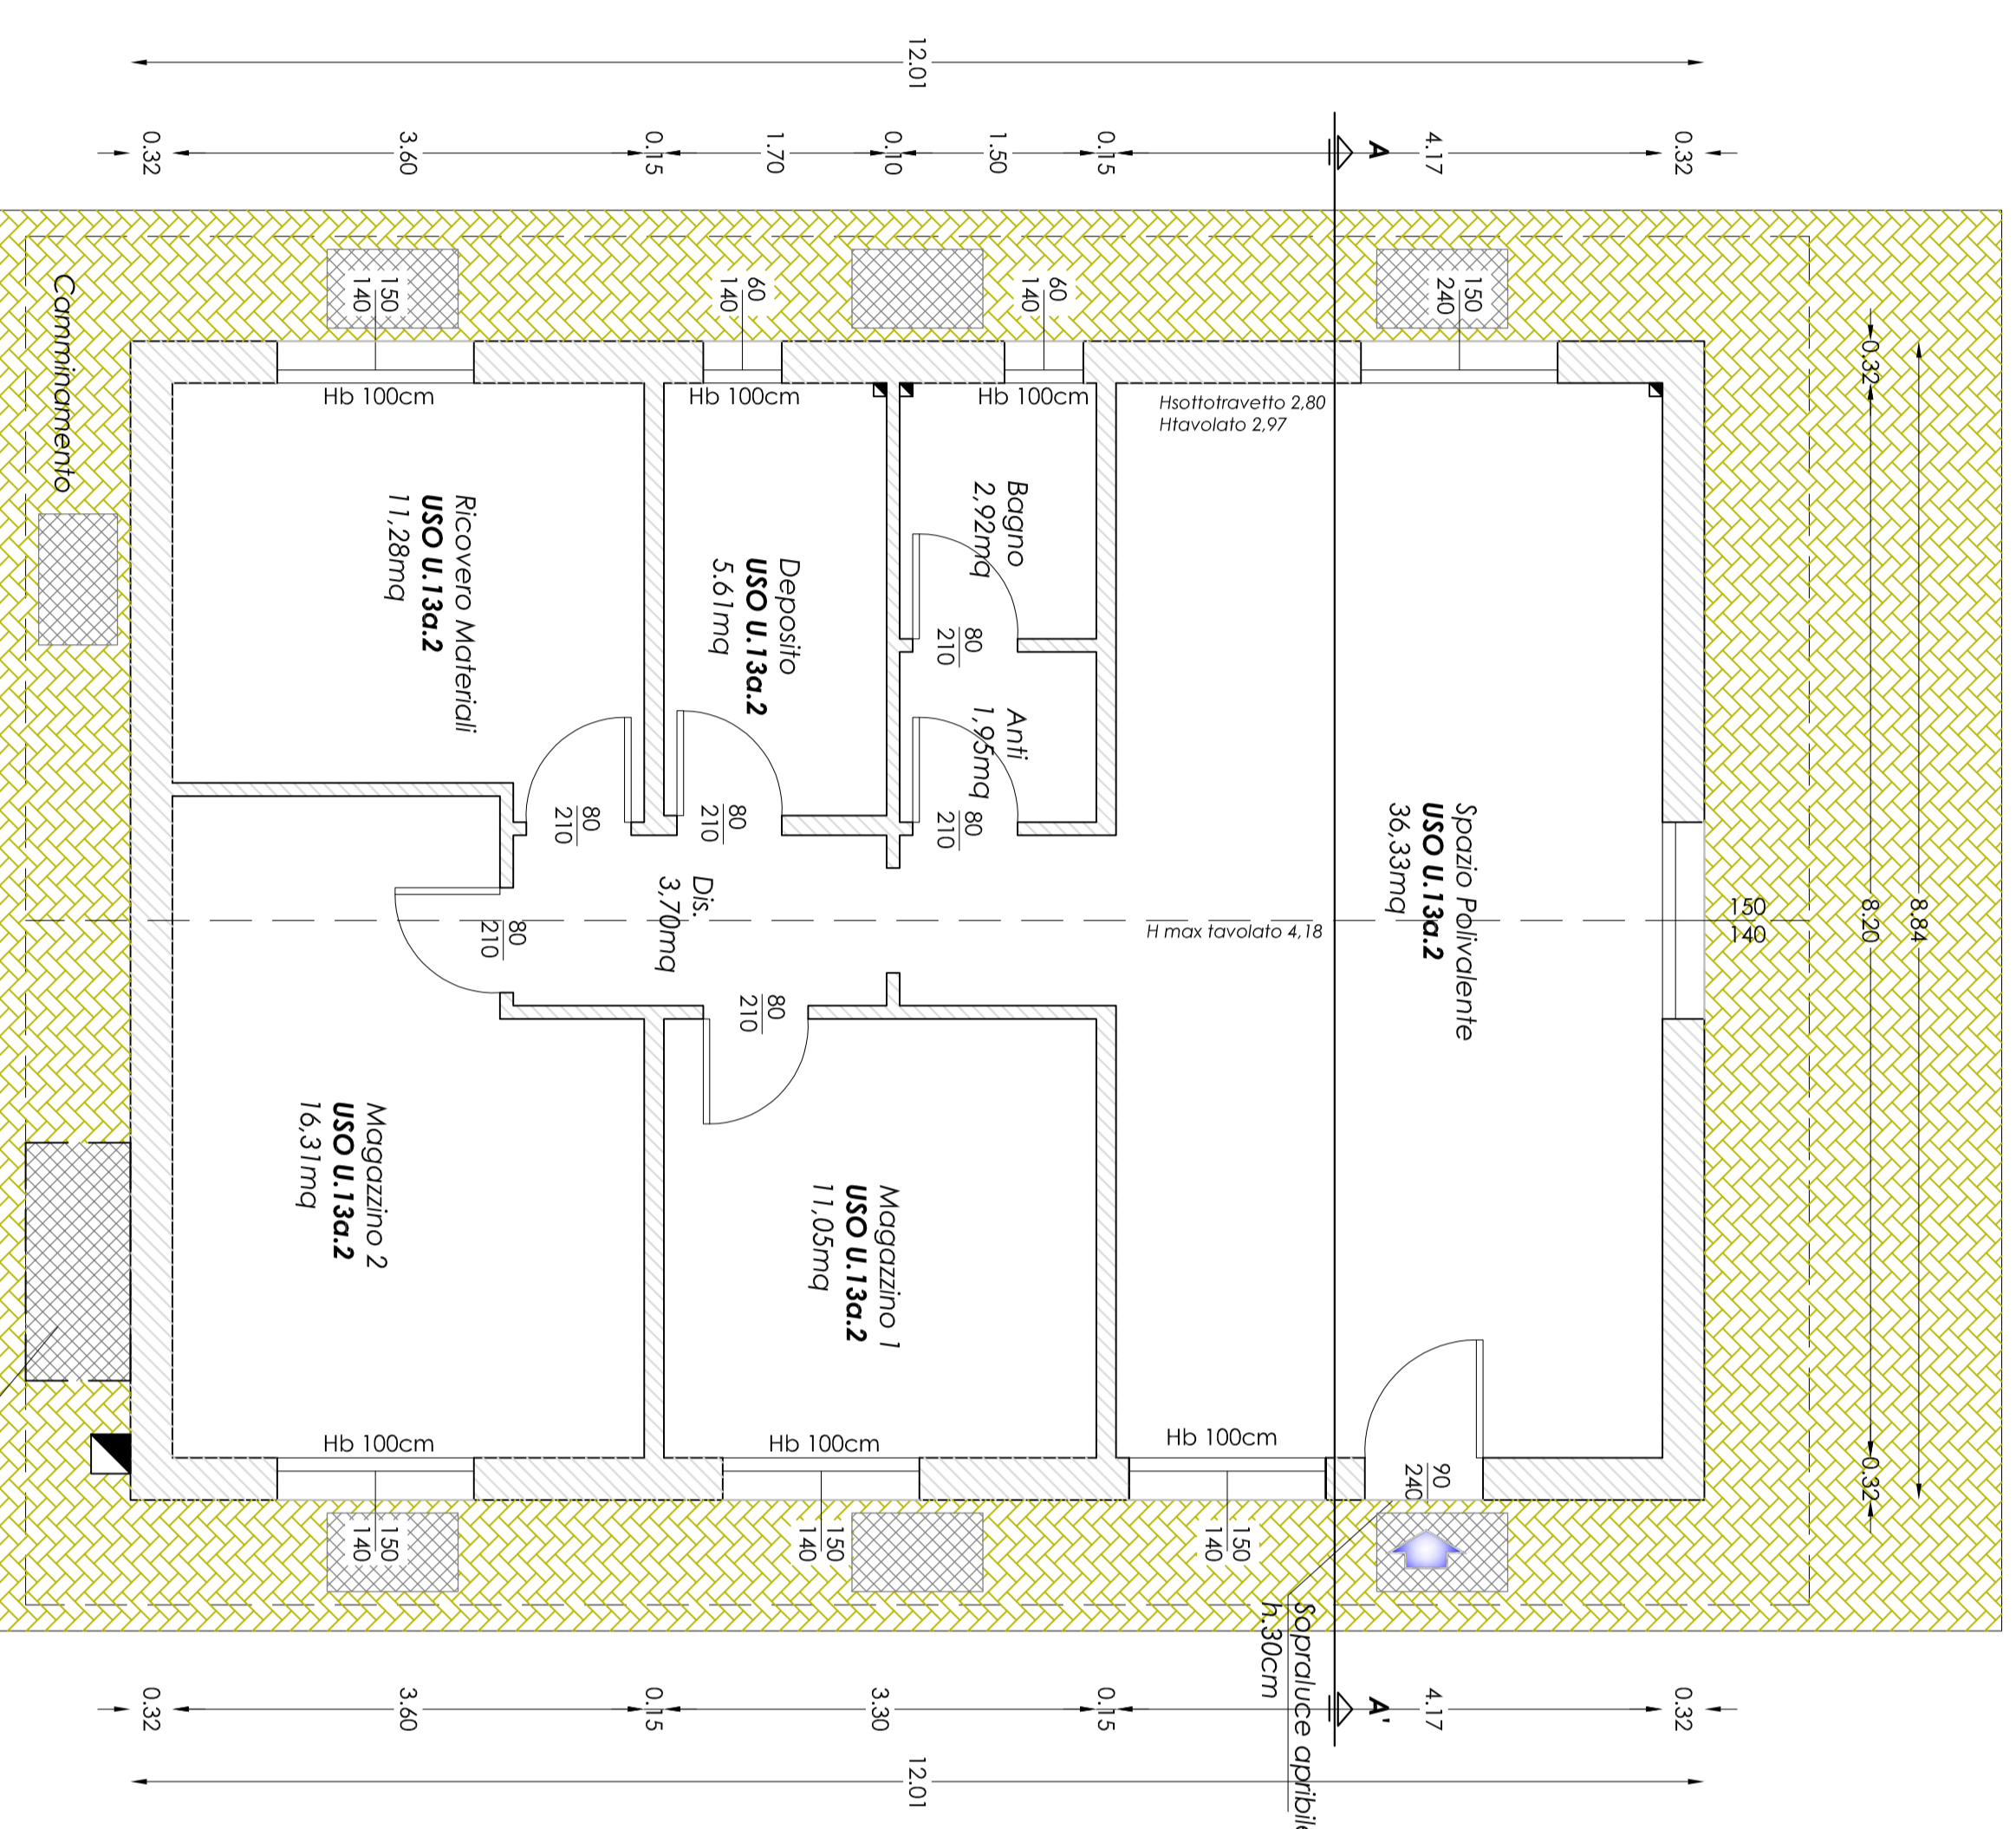 12.01
0.32
3.60
0.15
1.70
0.10
1.50
0.15
A
4.17
0.32
150
140
60
140
60
140
150
240
0.32
Camminamento
Hb 100cm
Hb 100cm
Hb 100cm
Hsottotravetto 2,80
Htavolato 2,97
Ricovero Materiali
USO U.13a.2
11,28mq
Deposito
USO U.13a.2
5.61mq
Bagno
2,92mq
80
210
Anti
1,95mq
80
210
80
210
80
210
Dis.
3,70mq
80
210
80
210
H max tavolato 4,18
Spazio Polivalente
USO U.13a.2
36,33mq
150
140
8.20
8.84
Magazzino 2
USO U.13a.2
16,31mq
Magazzino 1
USO U.13a.2
11,05mq
Hb 100cm
Hb 100cm
Hb 100cm
90
240
0.32
150
140
150
140
150
140
Sopraluce apribile
h.30cm
0.32
3.60
0.15
3.30
0.15
A'
4.17
0.32
12.01